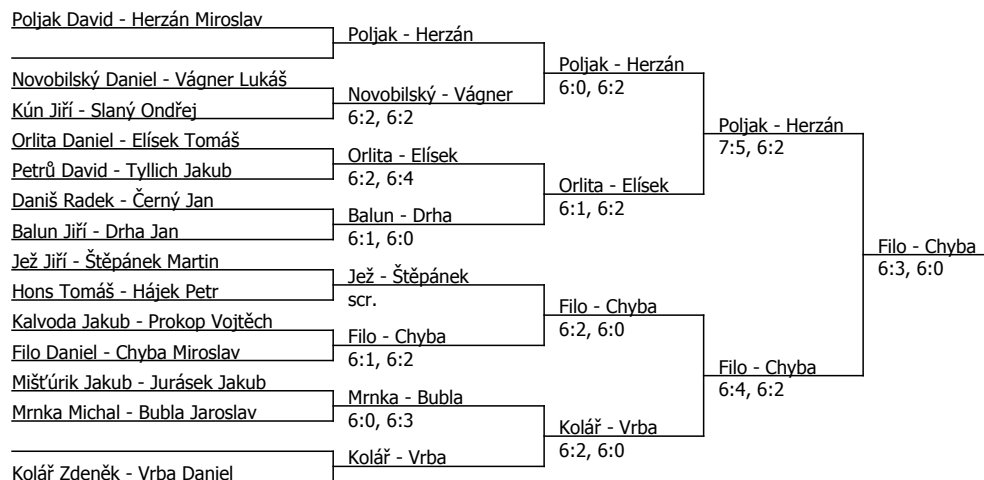 Poljak David - Herzán Miroslav
Novobilský Daniel - Vágner Lukáš
Kún Jiří - Slaný Ondřej
Orlita Daniel - Elísek Tomáš
Petrů David - Tyllich Jakub
Daniš Radek - Černý Jan
Balun Jiří - Drha Jan
Jež Jiří - Štěpánek Martin
Hons Tomáš - Hájek Petr
Kalvoda Jakub - Prokop Vojtěch
Filo Daniel - Chyba Miroslav
Mišťúrik Jakub - Jurásek Jakub
Mrnka Michal - Bubla Jaroslav
Kolář Zdeněk - Vrba Daniel
Poljak - Herzán
Novobilský - Vágner
6:2, 6:2
Orlita - Elísek
6:2, 6:4
Balun - Drha
6:1, 6:0
Jež - Štěpánek
scr.
Filo - Chyba
6:1, 6:2
Mrnka - Bubla
6:0, 6:3
Kolář - Vrba
Poljak - Herzán
6:0, 6:2
Orlita - Elísek
6:1, 6:2
Filo - Chyba
6:2, 6:0
Kolář - Vrba
6:2, 6:0
Poljak - Herzán
7:5, 6:2
Filo - Chyba
6:4, 6:2
Filo - Chyba
6:3, 6:0